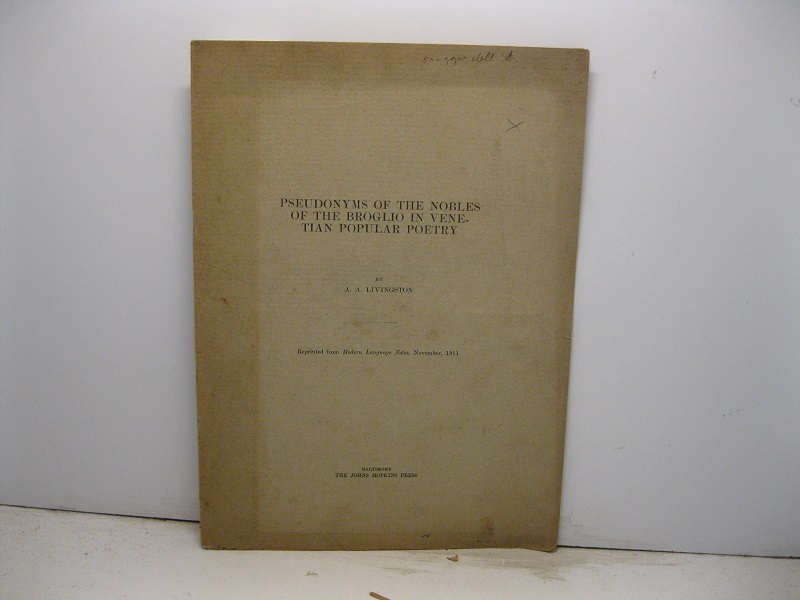 PSEUDONYMS OF THE NOBLES
OF THE BROGLIO IN VENE-
TIAN POPULAR POETRY
BY
A. A. LIVINGSTON
Reprinted from Modern Language Notes, November, 1911
BALTIMORE
THE JOHNS HOPKINS PRESS